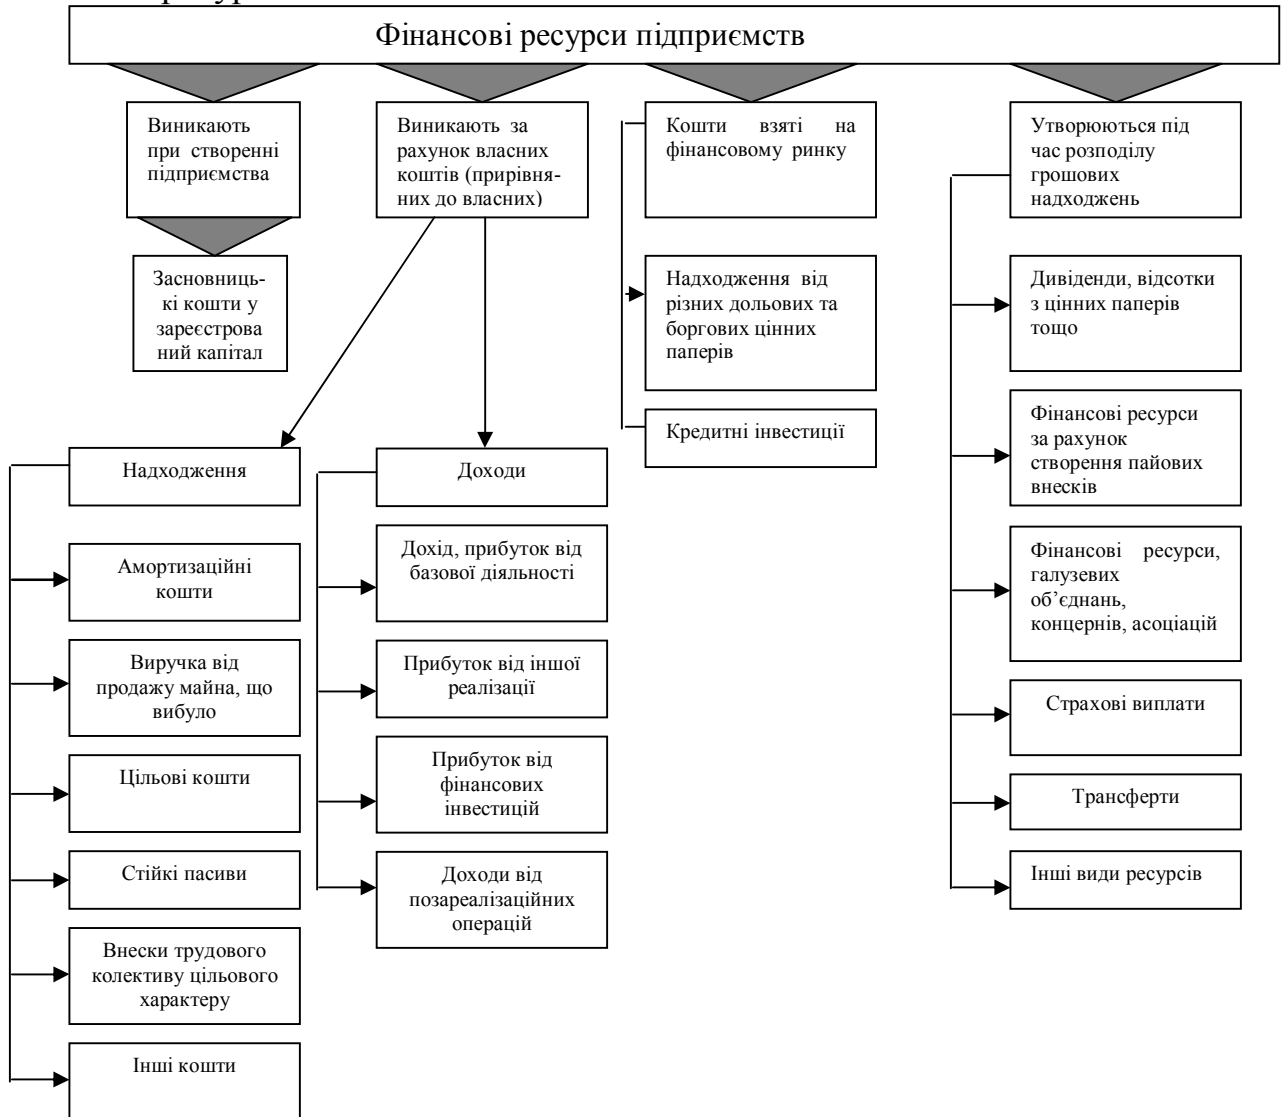 Фінансові ресурси підприємств
Виникають
при створенні
підприємства
Засновниць-
кі кошти у
зареєстрова
ний капітал
Виникають за
рахунок власних
коштів (прирівня-
них до власних)
Надходження
Амортизаційні
кошти
Виручка від
продажу майна, що
вибуло
Цільові кошти
Стійкі пасиви
Внески трудового
колективу цільового
характеру
Інші кошти
Доходи
Дохід, прибуток від
базової діяльності
Прибуток від іншої
реалізації
Прибуток від
фінансових
інвестицій
Доходи від
позареалізаційних
операцій
Кошти взяті на
фінансовому ринку
Надходження від
різних дольових та
боргових цінних
паперів
Кредитні інвестиції
Утворюються під
час розподілу
грошових
надходжень
Дивіденди, відсотки
з цінних паперів
тощо
Фінансові ресурси
за рахунок
створення пайових
внесків
Фінансові ресурси,
галузевих
об’єднань,
концернів, асоціацій
Страхові виплати
Трансферти
Інші види ресурсів